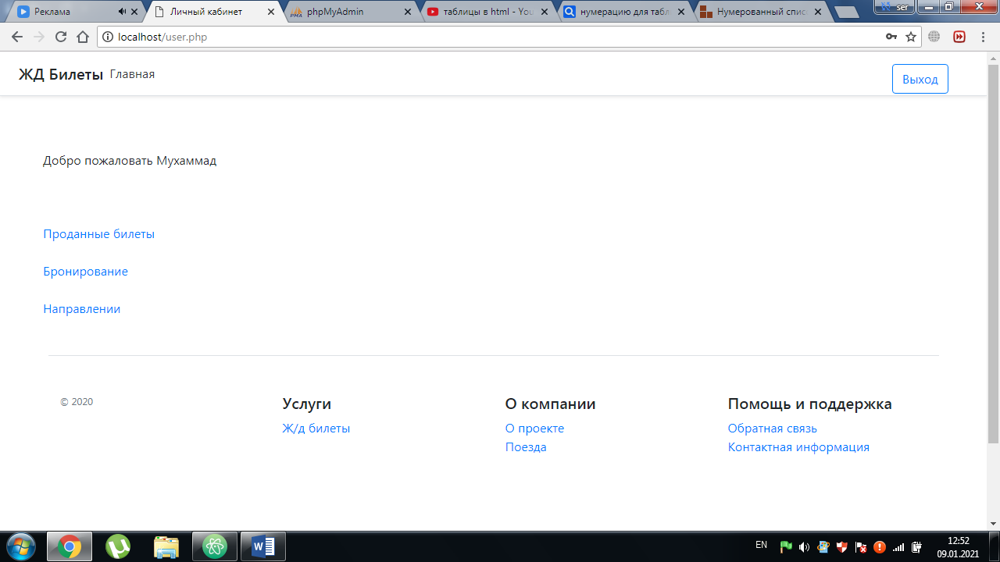 Реклама
Личный кабинет
phpMyAdmin
таблицы в html - You
нумерацию для табл
Нумерованный спис
ser
localhost/user.php
ЖД Билеты Главная
Выход
Добро пожаловать Мухаммад
Проданные билеты
Бронирование
Направлении
© 2020
Услуги
Ж/д билеты
О компании
О проекте
Поезда
Помощь и поддержка
Обратная связь
Контактная информация
EN
12:52
09.01.2021